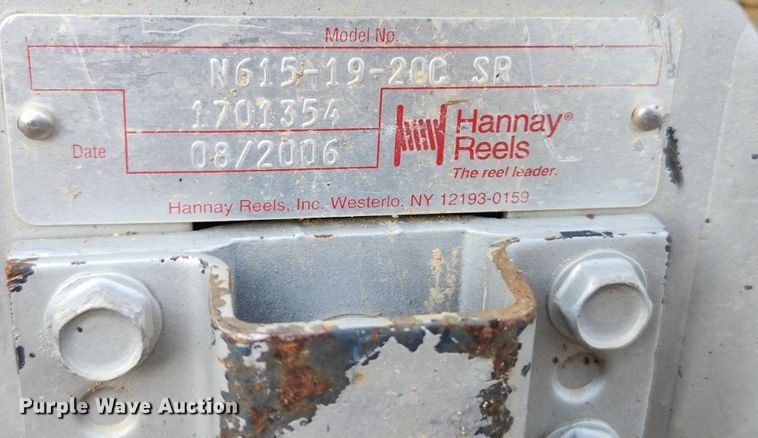 Model No.
N615-19-20C SR
1701354
Date 08/2006
Hannay®
Reels
The reel leader.
Hannay Reels, Inc. Westerlo, NY 12193-0159
Purple Wave Auction